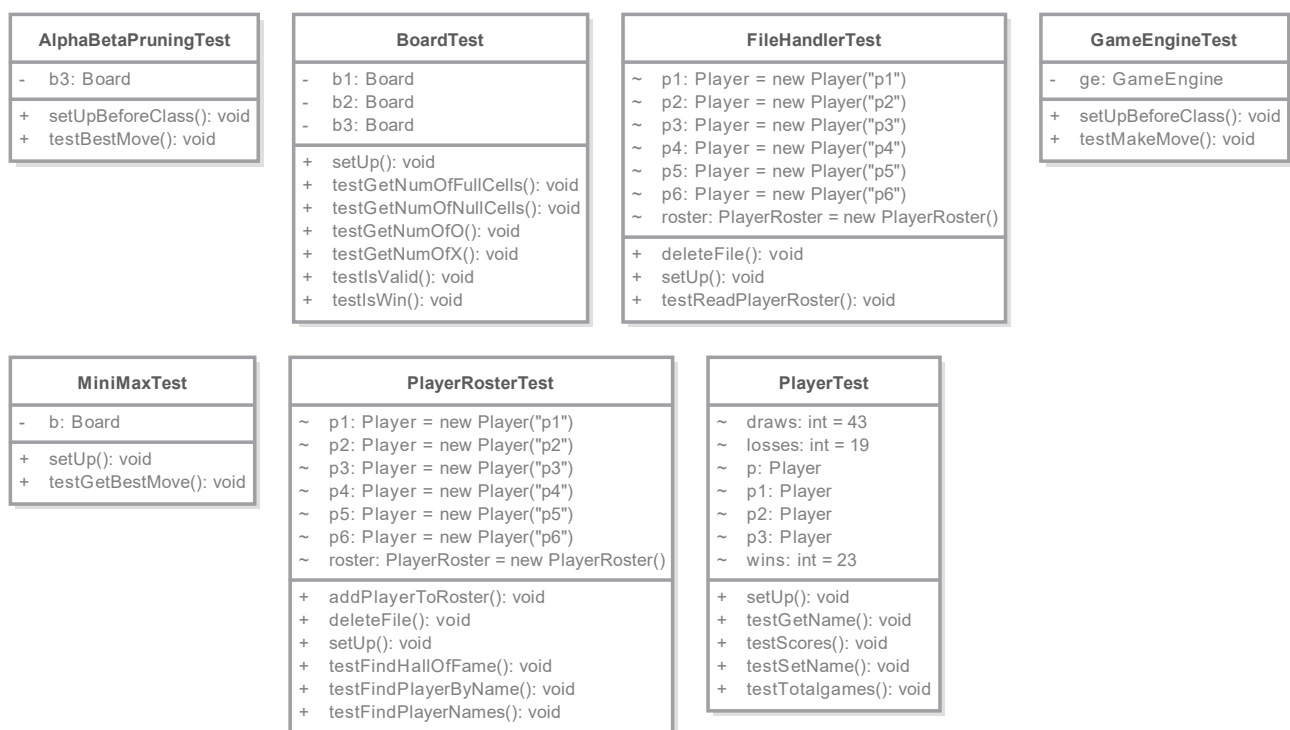 AlphaBetaPruningTest
- b3: Board
+ setUpBeforeClass(): void
+ testBestMove(): void
BoardTest
- b1: Board
- b2: Board
- b3: Board
+ setUp(): void
+ testGetNumOfFullCells(): void
+ testGetNumOfNullCells(): void
+ testGetNumOfO(): void
+ testGetNumOfX(): void
+ testIsValid(): void
+ testIsWin(): void
FileHandlerTest
~ p1: Player = new Player("p1")
~ p2: Player = new Player("p2")
~ p3: Player = new Player("p3")
~ p4: Player = new Player("p4")
~ p5: Player = new Player("p5")
~ p6: Player = new Player("p6")
~ roster: PlayerRoster = new PlayerRoster()
+ deleteFile(): void
+ setUp(): void
+ testReadPlayerRoster(): void
GameEngineTest
- ge: GameEngine
+ setUpBeforeClass(): void
+ testMakeMove(): void
MiniMaxTest
- b: Board
+ setUp(): void
+ testGetBestMove(): void
PlayerRosterTest
~ p1: Player = new Player("p1")
~ p2: Player = new Player("p2")
~ p3: Player = new Player("p3")
~ p4: Player = new Player("p4")
~ p5: Player = new Player("p5")
~ p6: Player = new Player("p6")
~ roster: PlayerRoster = new PlayerRoster()
+ addPlayerToRoster(): void
+ deleteFile(): void
+ setUp(): void
+ testFindHallOfFame(): void
+ testFindPlayerByName(): void
+ testFindPlayerNames(): void
PlayerTest
~ draws: int = 43
~ losses: int = 19
~ p: Player
~ p1: Player
~ p2: Player
~ p3: Player
~ wins: int = 23
+ setUp(): void
+ testGetName(): void
+ testScores(): void
+ testSetName(): void
+ testTotalgames(): void